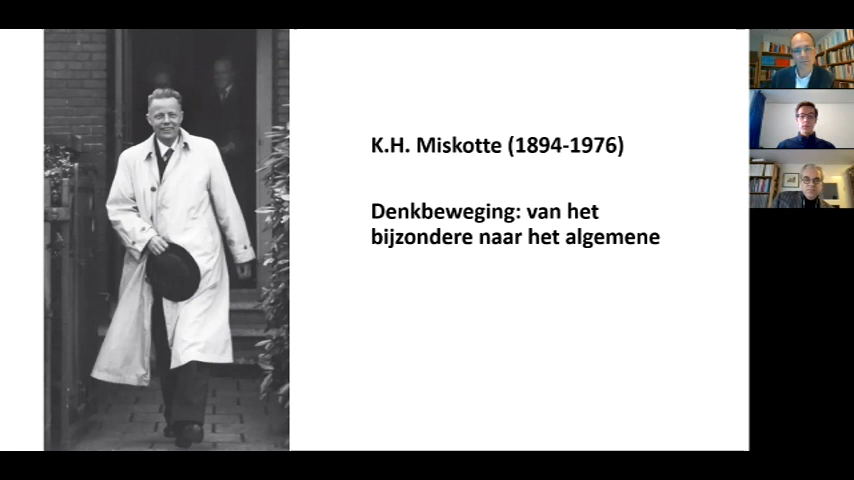 K.H. Miskotte (1894-1976)
Denkbeweging: van het
bijzondere naar het algemene